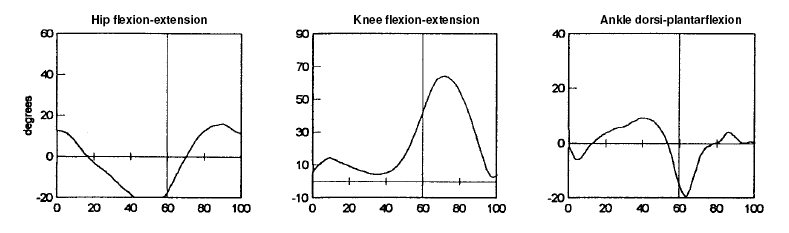 Hip flexion-extension
Knee flexion-extension
Ankle dorsi-plantarflexion
degrees
60
40
20
0
-20
0 20 40 60 80 100
90
70
50
30
10
-10
0 20 40 60 80 100
40
20
0
-20
0 20 40 60 80 100